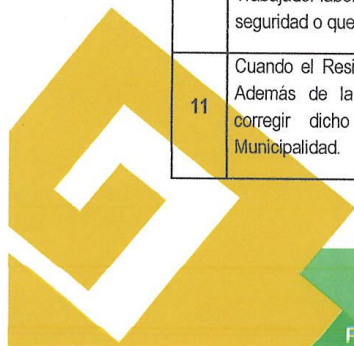 seguridad o que
11
Cuando el Resi
Además de la
corregir dicho
Municipalidad.